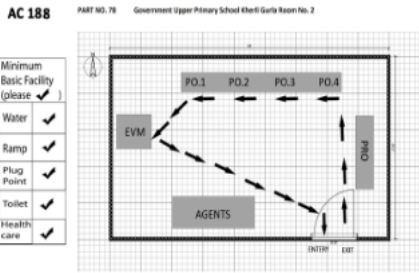 AC 188
PART NO. 78 Government Upper Primary School Kherli Gurla Room No. 2
Minimum
Basic Facility
(please ✔ )
Water ✔
Ramp ✔
Plug
Point ✔
Toilet ✔
Health
care ✔
PO.1 PO.2 PO.3 PO.4
EVM
PRO
AGENTS
ENTERY EXIT